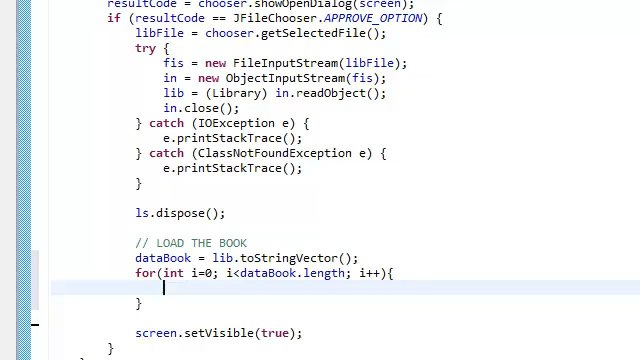 resultCode = chooser.showOpenDialog(screen);
if (resultCode == JFileChooser.APPROVE_OPTION) {
libFile = chooser.getSelectedFile();
try {
fis = new FileInputStream(libFile);
in = new ObjectInputStream(fis);
lib = (Library) in.readObject();
in.close();
} catch (IOException e) {
e.printStackTrace();
} catch (ClassNotFoundException e) {
e.printStackTrace();
}
ls.dispose();
// LOAD THE BOOK
dataBook = lib.toStringVector();
for(int i=0; i<dataBook.length; i++){
}
screen.setVisible(true);
}